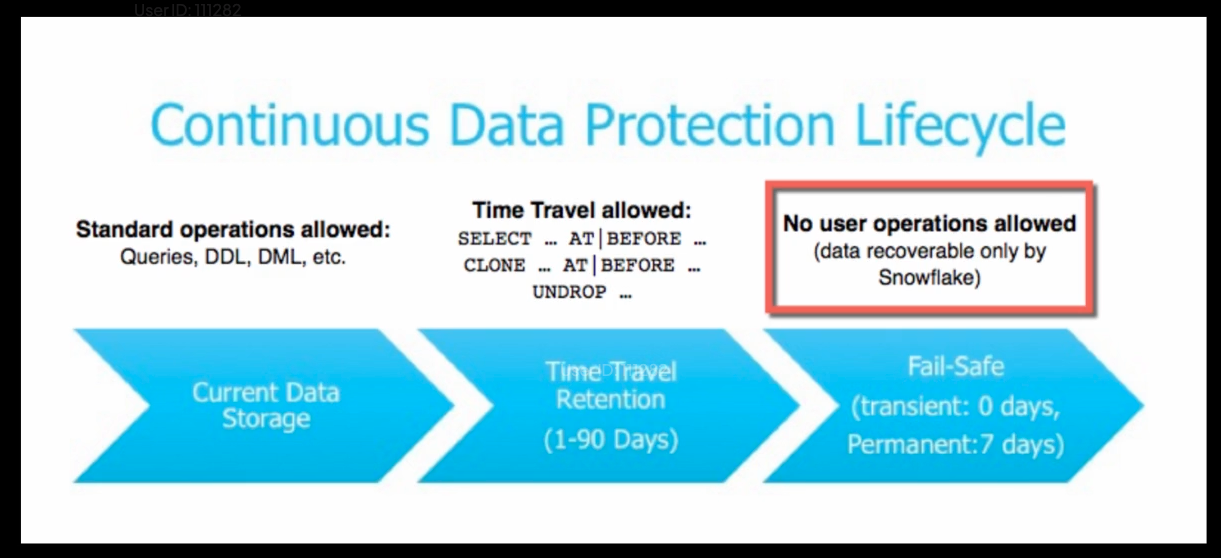 UserID: 111282
Continuous Data Protection Lifecycle
Standard operations allowed:
Queries, DDL, DML, etc.
Time Travel allowed:
SELECT … AT|BEFORE …
CLONE … AT|BEFORE …
UNDROP …
No user operations allowed
(data recoverable only by
Snowflake)
Current Data
Storage
Time Travel
Retention
(1-90 Days)
Fail-Safe
(transient: 0 days,
Permanent:7 days)